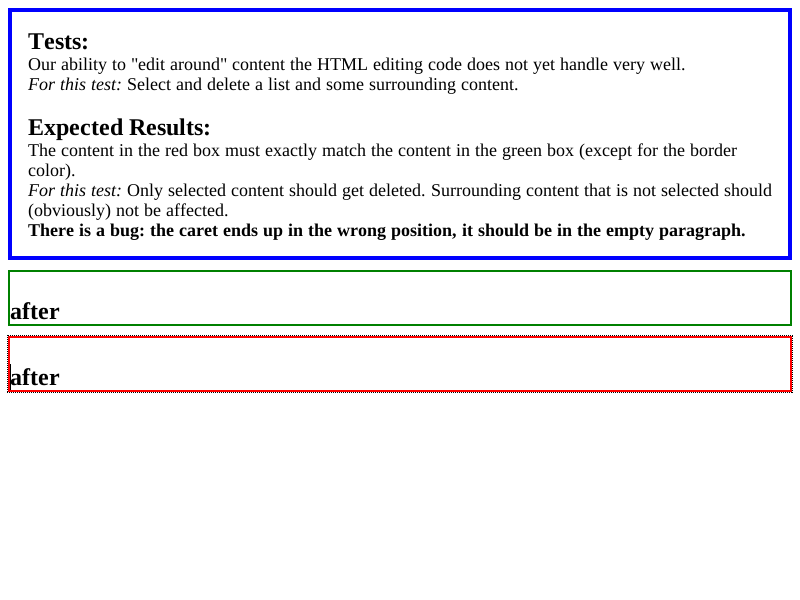 Tests:
Our ability to "edit around" content the HTML editing code does not yet handle very well.
For this test: Select and delete a list and some surrounding content.
Expected Results:
The content in the red box must exactly match the content in the green box (except for the border
color).
For this test: Only selected content should get deleted. Surrounding content that is not selected should
(obviously) not be affected.
There is a bug: the caret ends up in the wrong position, it should be in the empty paragraph.
after
after